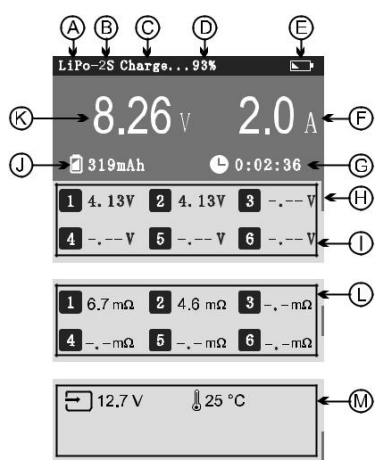 A B C D E
LiPo-2S Charge...93%
K 8.26 V 2.0 A F
J 319mAh 0:02:36 G
1 4.13V 2 4.13V 3 -.--V H
4 -.--V 5 -.--V 6 -.--V I
1 6.7 mΩ 2 4.6 mΩ 3 -.-mΩ L
4 -.-mΩ 5 -.-mΩ 6 -.-mΩ
12.7 V 25 °C M